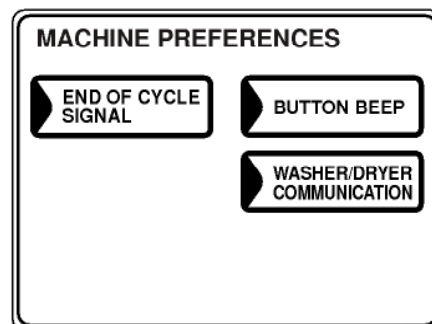 MACHINE PREFERENCES
END OF CYCLE
SIGNAL
BUTTON BEEP
WASHER/DRYER
COMMUNICATION